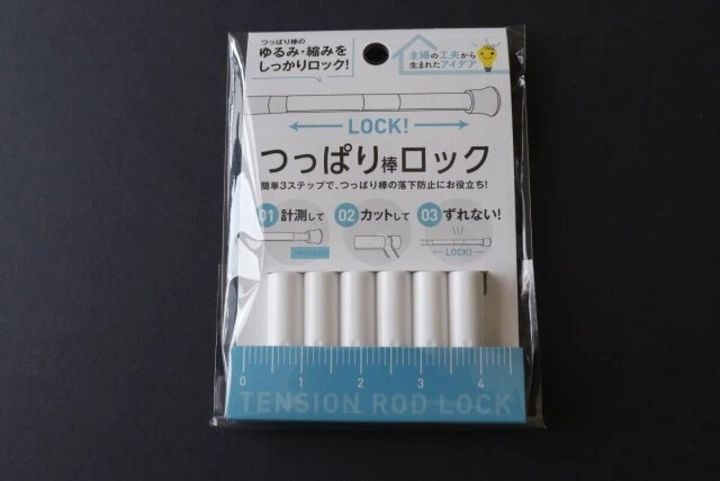 つっぱり棒の
ゆるみ・縮みを
しっかりロック!
主婦の工夫から
生まれたアイデア
LOCK!
つっぱり棒ロック
簡単3ステップで、つっぱり棒の落下防止にお役立ち!
01 計測して
02 カットして
03 ずれない!
LOCK!
0 1 2 3 4
TENSION ROD LOCK